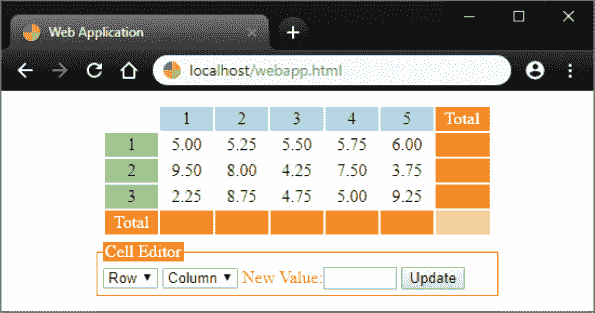 Web Application
localhost/webapp.html
1 2 3 4 5 Total
1 5.00 5.25 5.50 5.75 6.00
2 9.50 8.00 4.25 7.50 3.75
3 2.25 8.75 4.75 5.00 9.25
Total
Cell Editor
Row Column New Value: Update